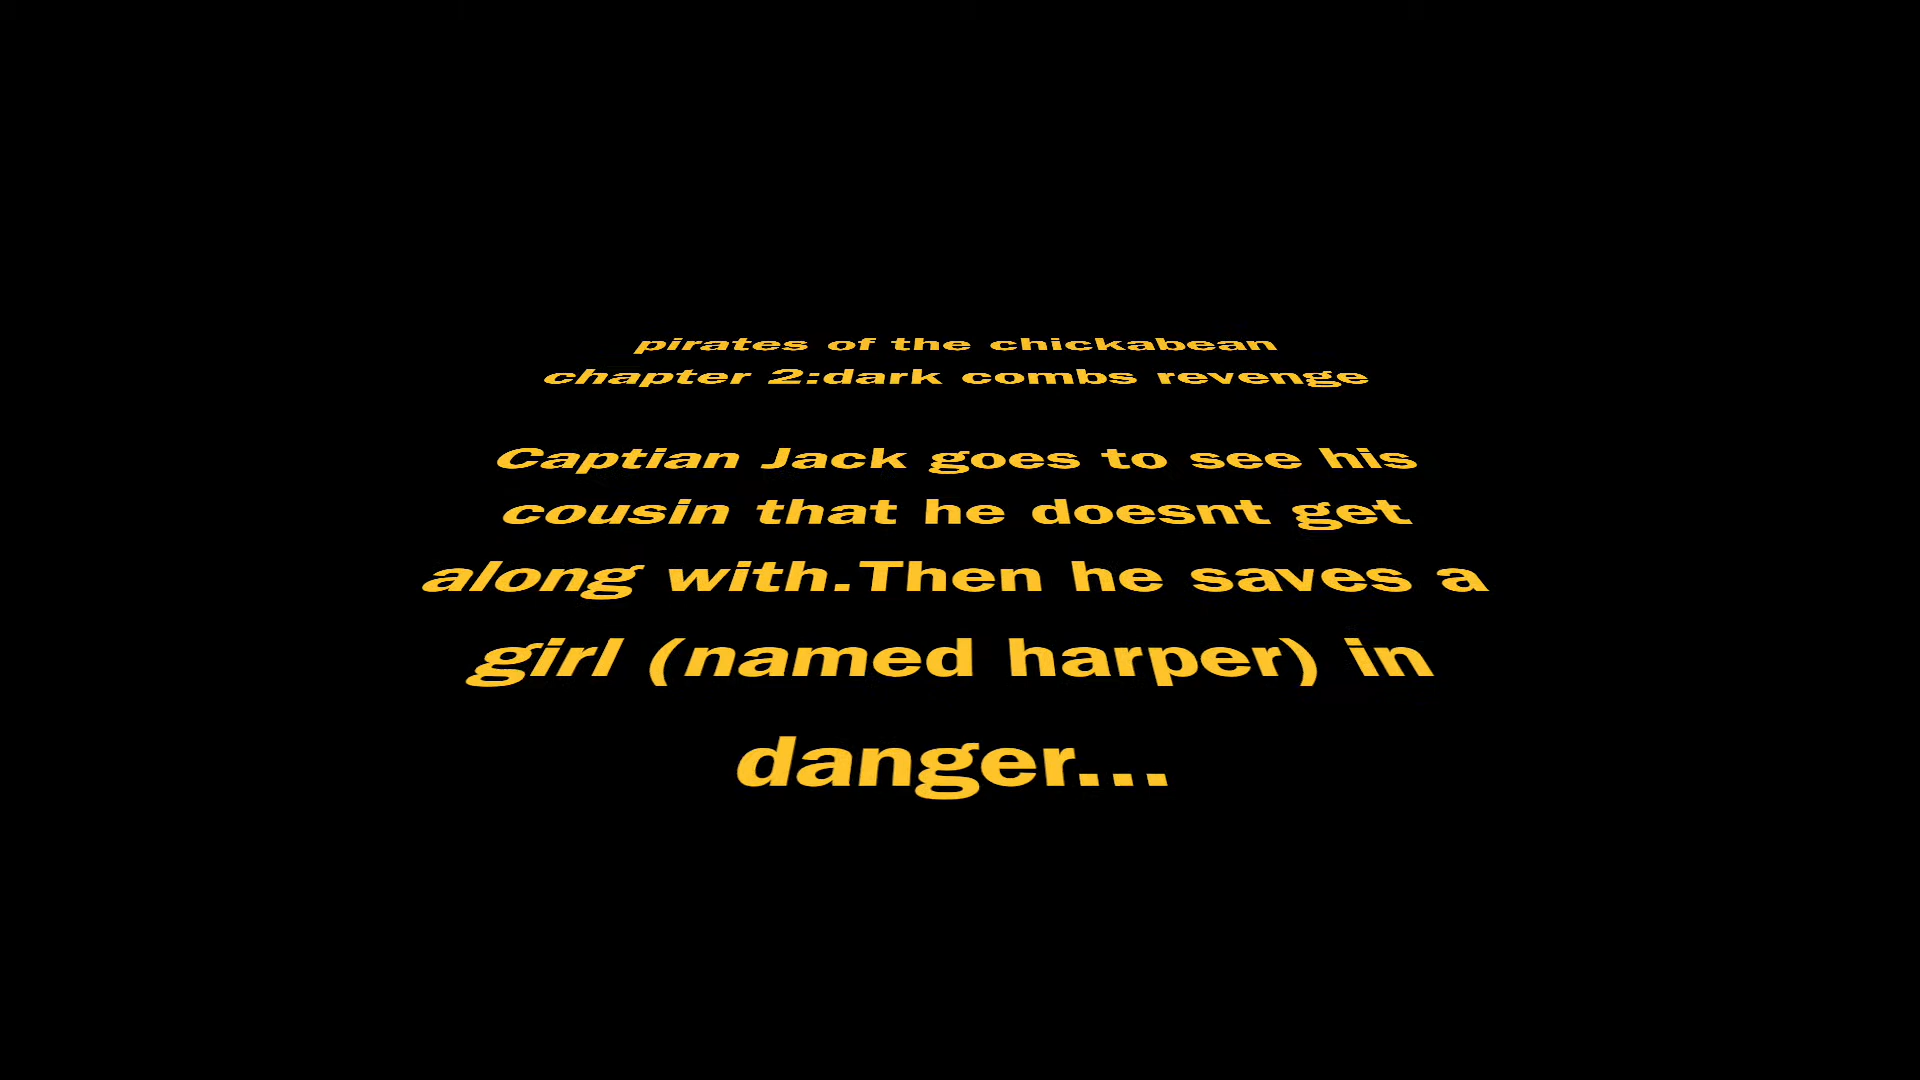 pirates of the chickabean
chapter 2:dark combs revenge
Captian Jack goes to see his
cousin that he doesnt get
along with.Then he saves a
girl (named harper) in
danger...